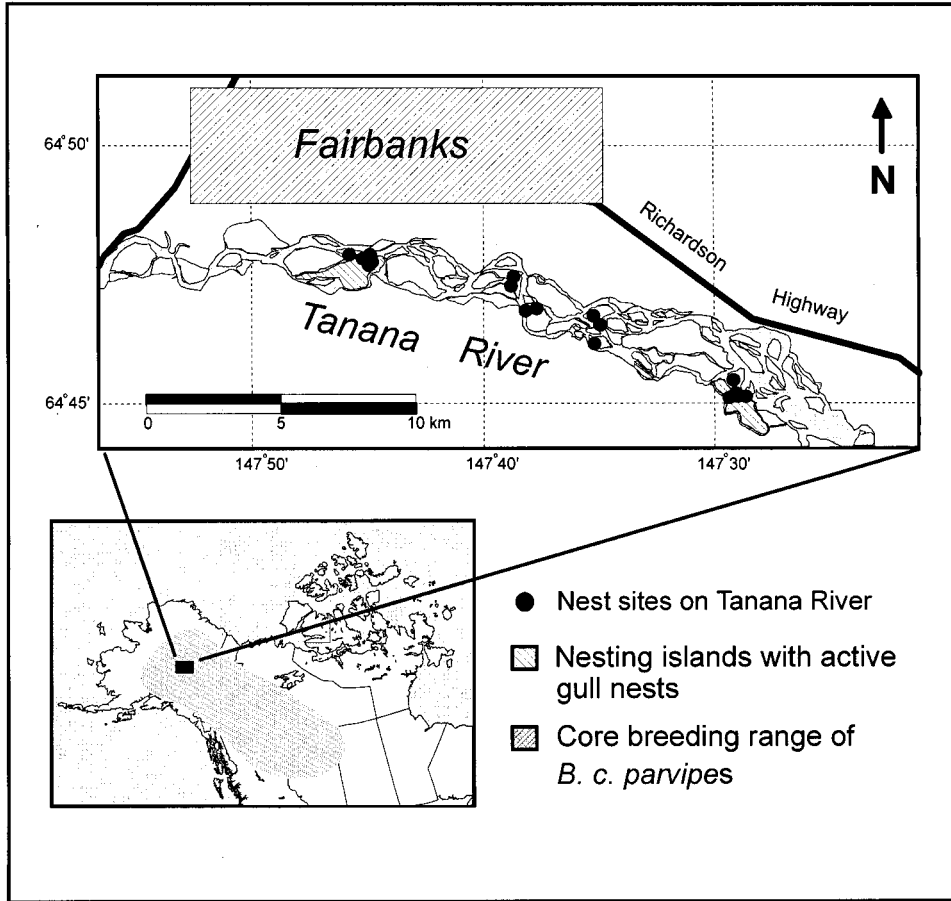 64°50'
Fairbanks
N
Richardson
Highway
Tanana River
64°45'
0 5 10 km
147°50' 147°40' 147°30'
Nest sites on Tanana River
Nesting islands with active
gull nests
Core breeding range of
B. c. parvipes